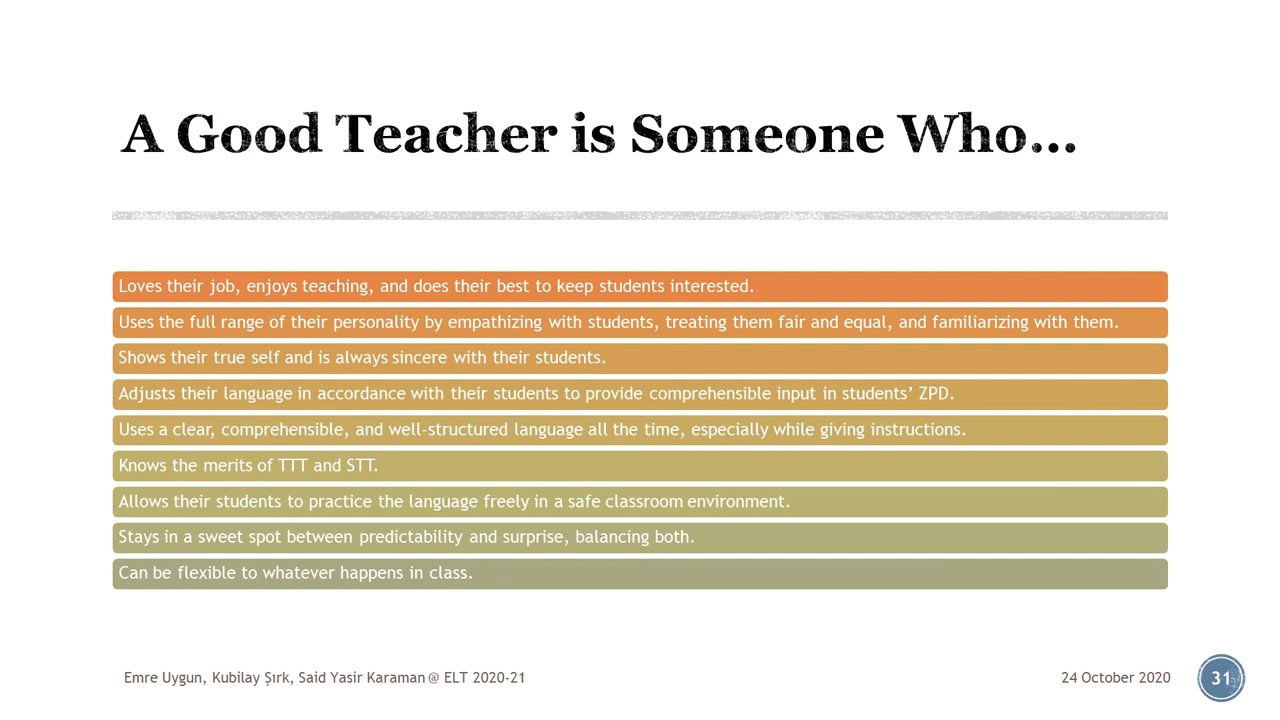 A Good Teacher is Someone Who...
Loves their job, enjoys teaching, and does their best to keep students interested.
Uses the full range of their personality by empathizing with students, treating them fair and equal, and familiarizing with them.
Shows their true self and is always sincere with their students.
Adjusts their language in accordance with their students to provide comprehensible input in students’ ZPD.
Uses a clear, comprehensible, and well-structured language all the time, especially while giving instructions.
Knows the merits of TTT and STT.
Allows their students to practice the language freely in a safe classroom environment.
Stays in a sweet spot between predictability and surprise, balancing both.
Can be flexible to whatever happens in class.
Emre Uygun, Kubilay Şırk, Said Yasir Karaman @ ELT 2020-21
24 October 2020
31